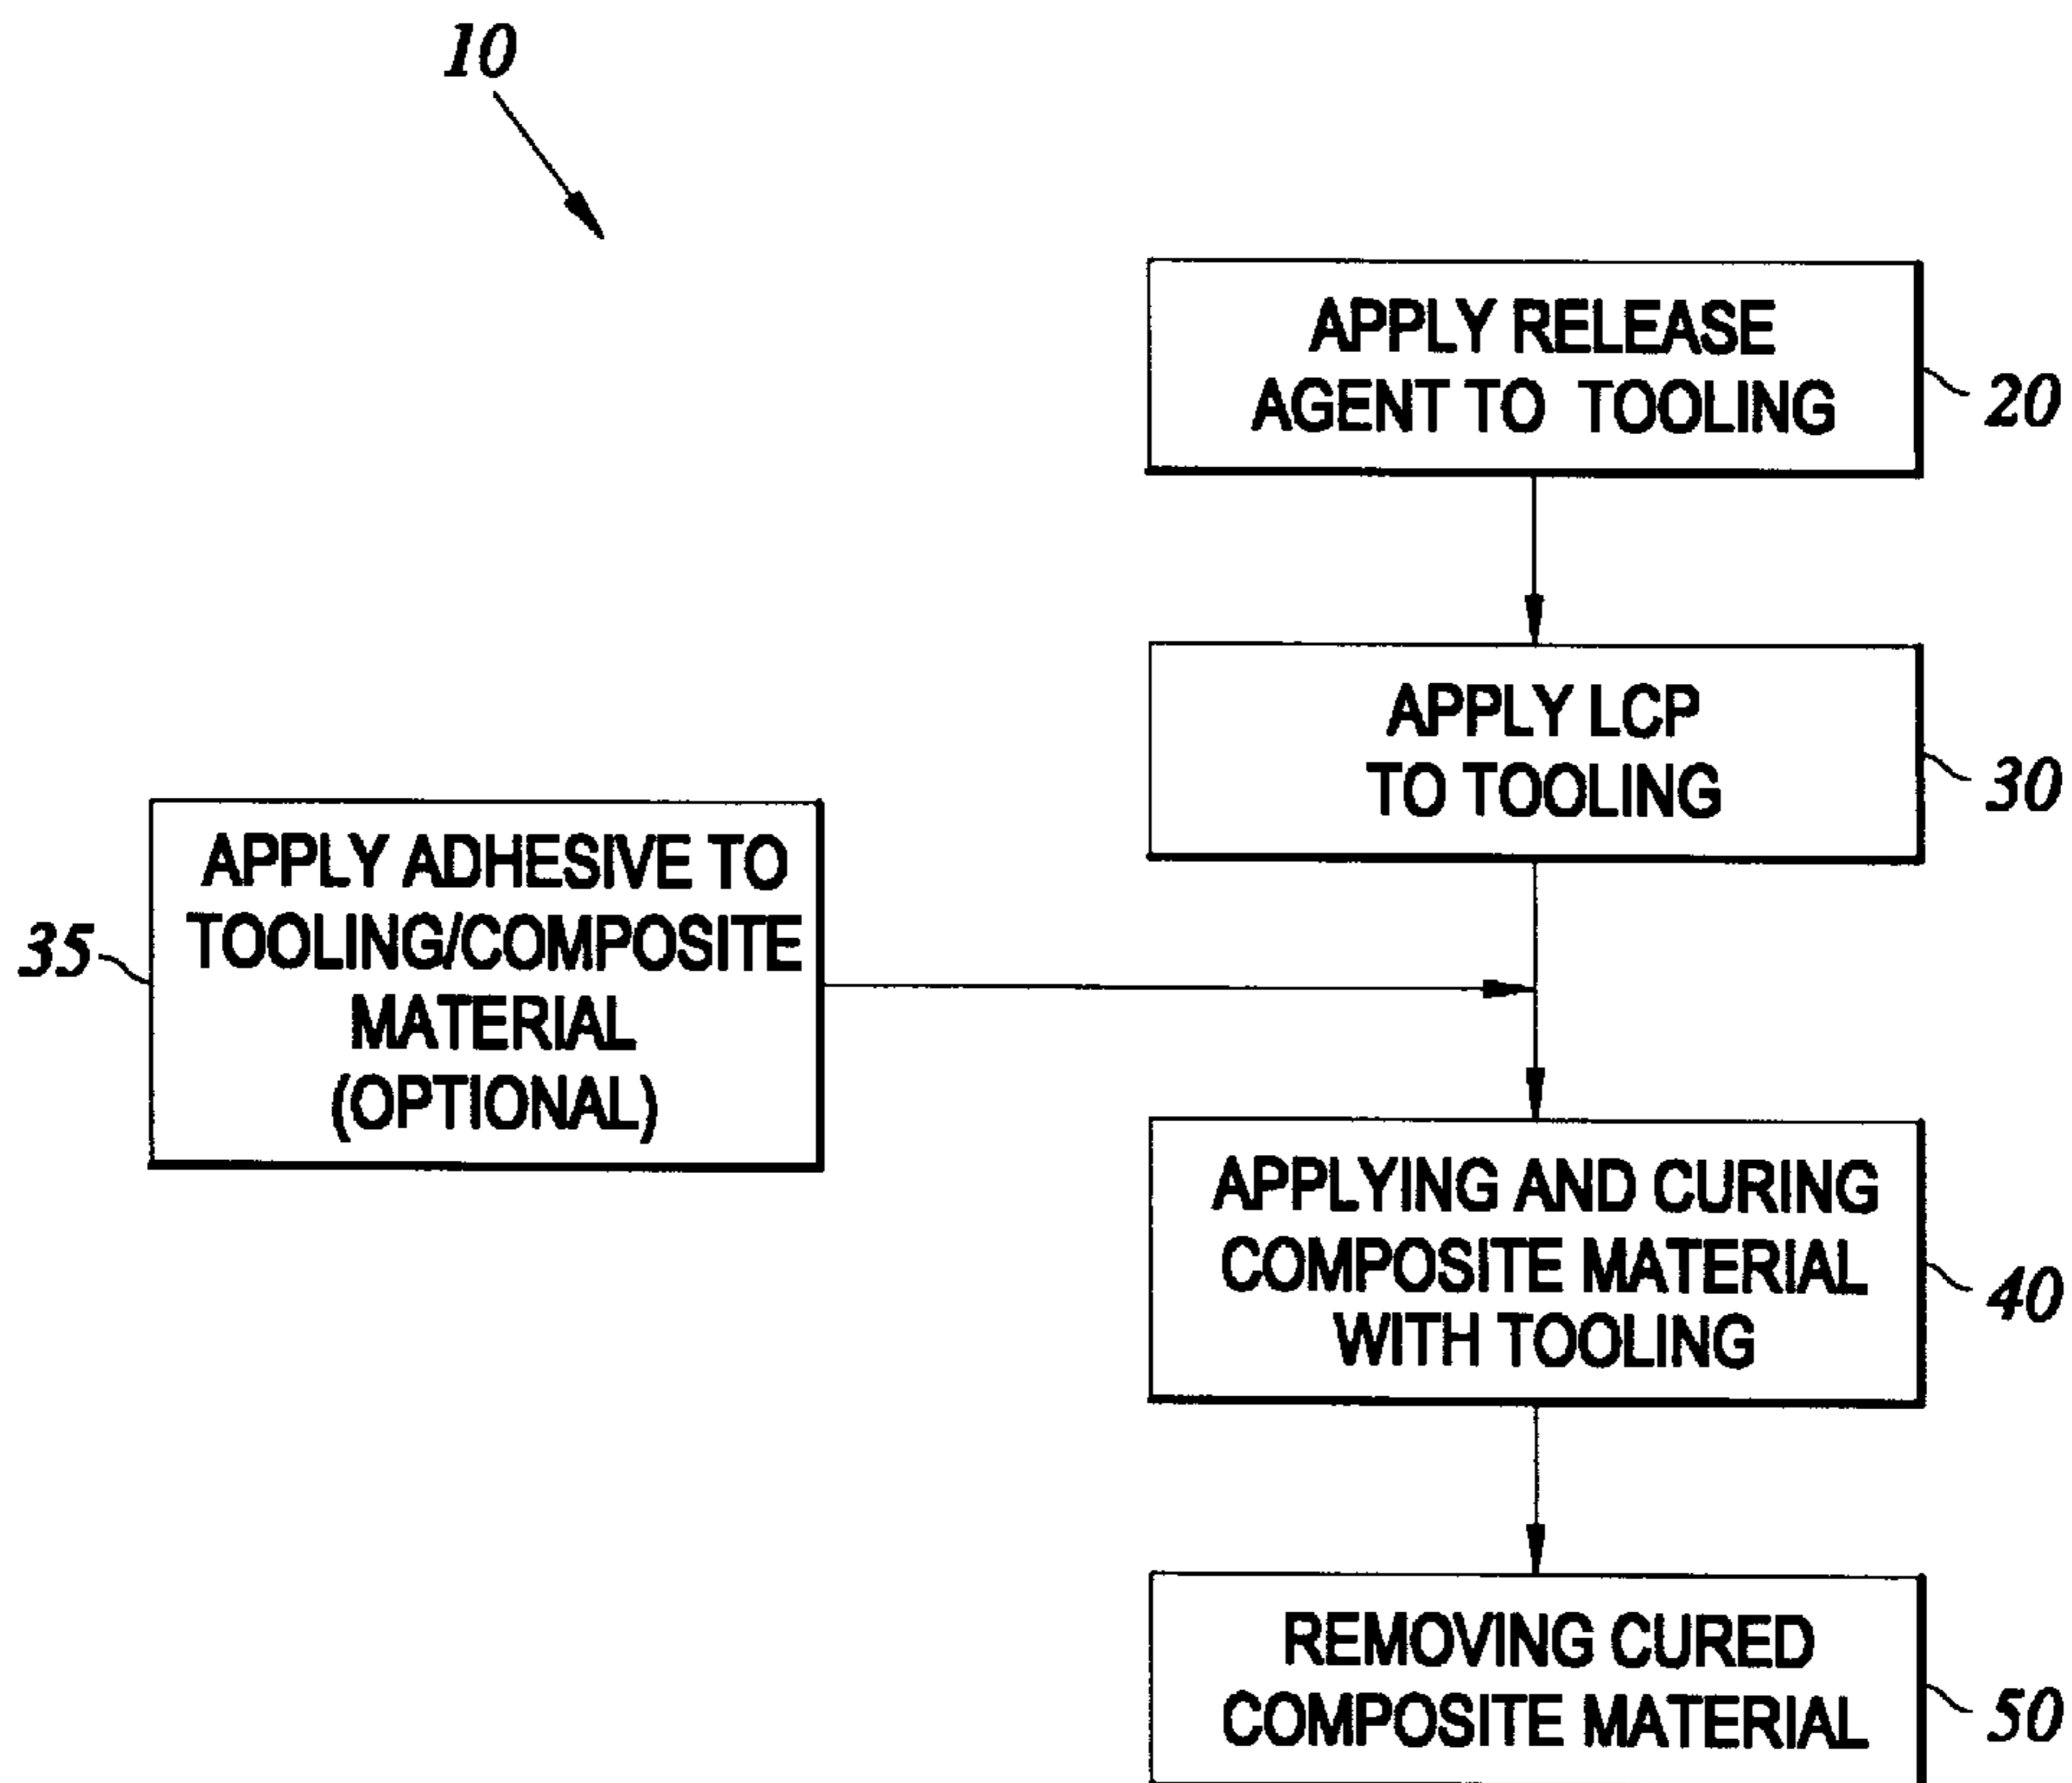 10
APPLY RELEASE
AGENT TO TOOLING
20
APPLY LCP
TO TOOLING
30
APPLY ADHESIVE TO
TOOLING/COMPOSITE
MATERIAL
(OPTIONAL)
35
APPLYING AND CURING
COMPOSITE MATERIAL
WITH TOOLING
40
REMOVING CURED
COMPOSITE MATERIAL
50